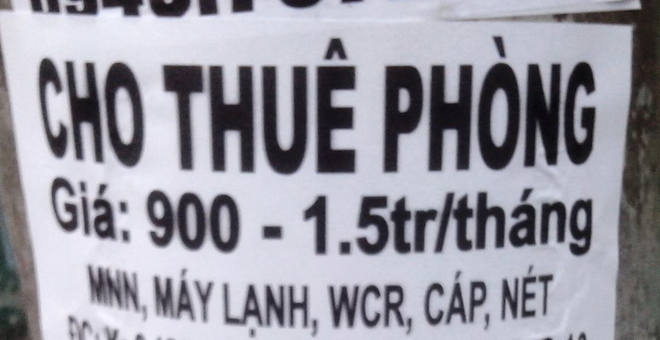 CHO THUÊ PHÒNG
Giá: 900 - 1.5tr/tháng
MNN, MÁY LẠNH, WCR, CÁP, NÉT